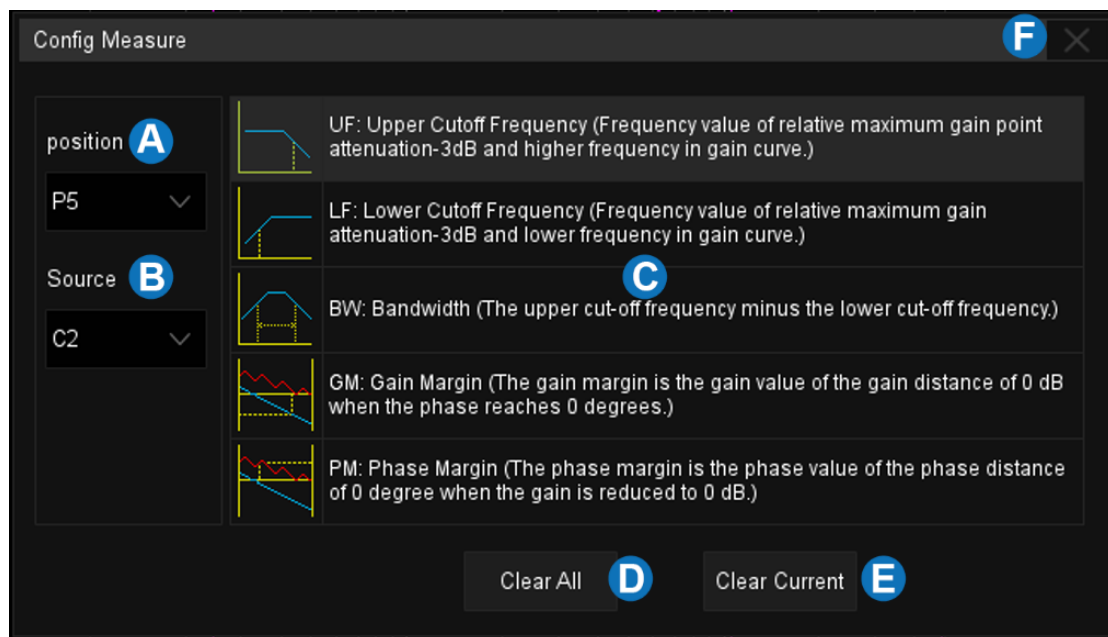 Config Measure F
position A
P5
Source B
C2
UF: Upper Cutoff Frequency (Frequency value of relative maximum gain point
attenuation-3dB and higher frequency in gain curve.)
LF: Lower Cutoff Frequency (Frequency value of relative maximum gain
attenuation-3dB and lower frequency in gain curve.)
C
BW: Bandwidth (The upper cut-off frequency minus the lower cut-off frequency.)
GM: Gain Margin (The gain margin is the gain value of the gain distance of 0 dB
when the phase reaches 0 degrees.)
PM: Phase Margin (The phase margin is the phase value of the phase distance
of 0 degree when the gain is reduced to 0 dB.)
Clear All D Clear Current E